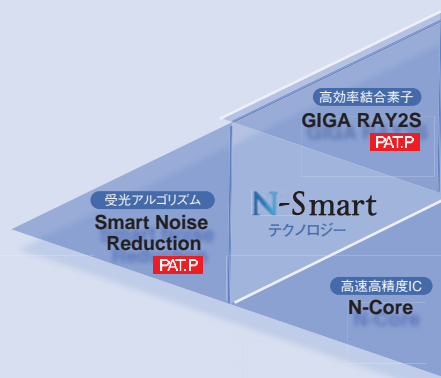 高効率結合素子
GIGA RAY2S
PAT.P
受光アルゴリズム
Smart Noise
Reduction
PAT.P
N-Smart
テクノロジー
高速高精度IC
N-Core